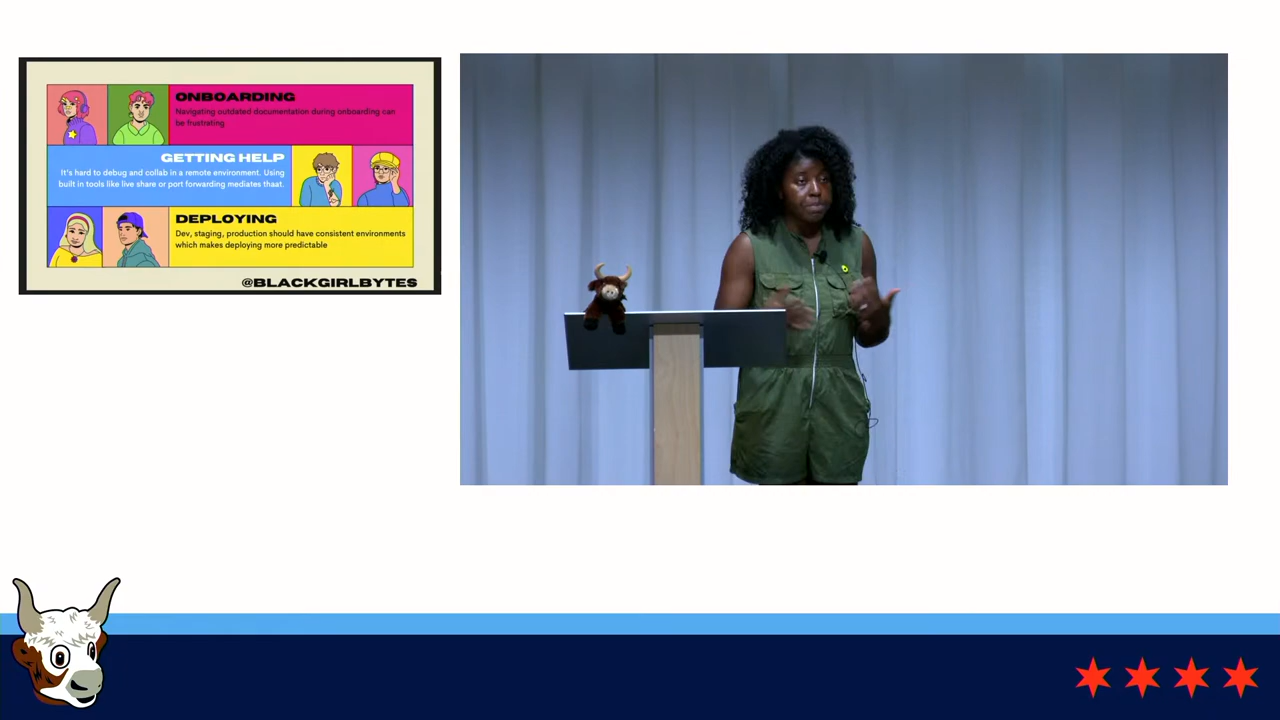 ONBOARDING
Navigating outdated documentation during onboarding can
be frustrating
GETTING HELP
It's hard to debug and collab in a remote environment. Using
built in tools like live share or port forwarding mediates thaat.
DEPLOYING
Dev, staging, production should have consistent environments
which makes deploying more predictable
@BLACKGIRLBYTES